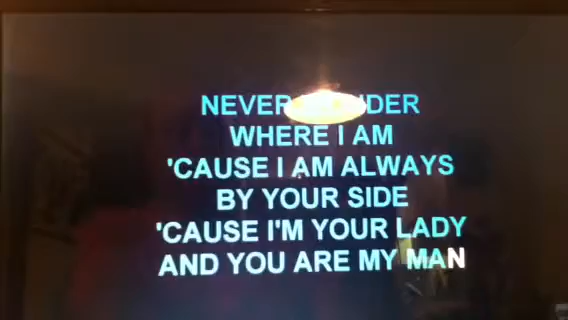 NEVER
WHERE I AM
'CAUSE I AM ALWAYS
BY YOUR SIDE
'CAUSE I'M YOUR LADY
AND YOU ARE MY MAN